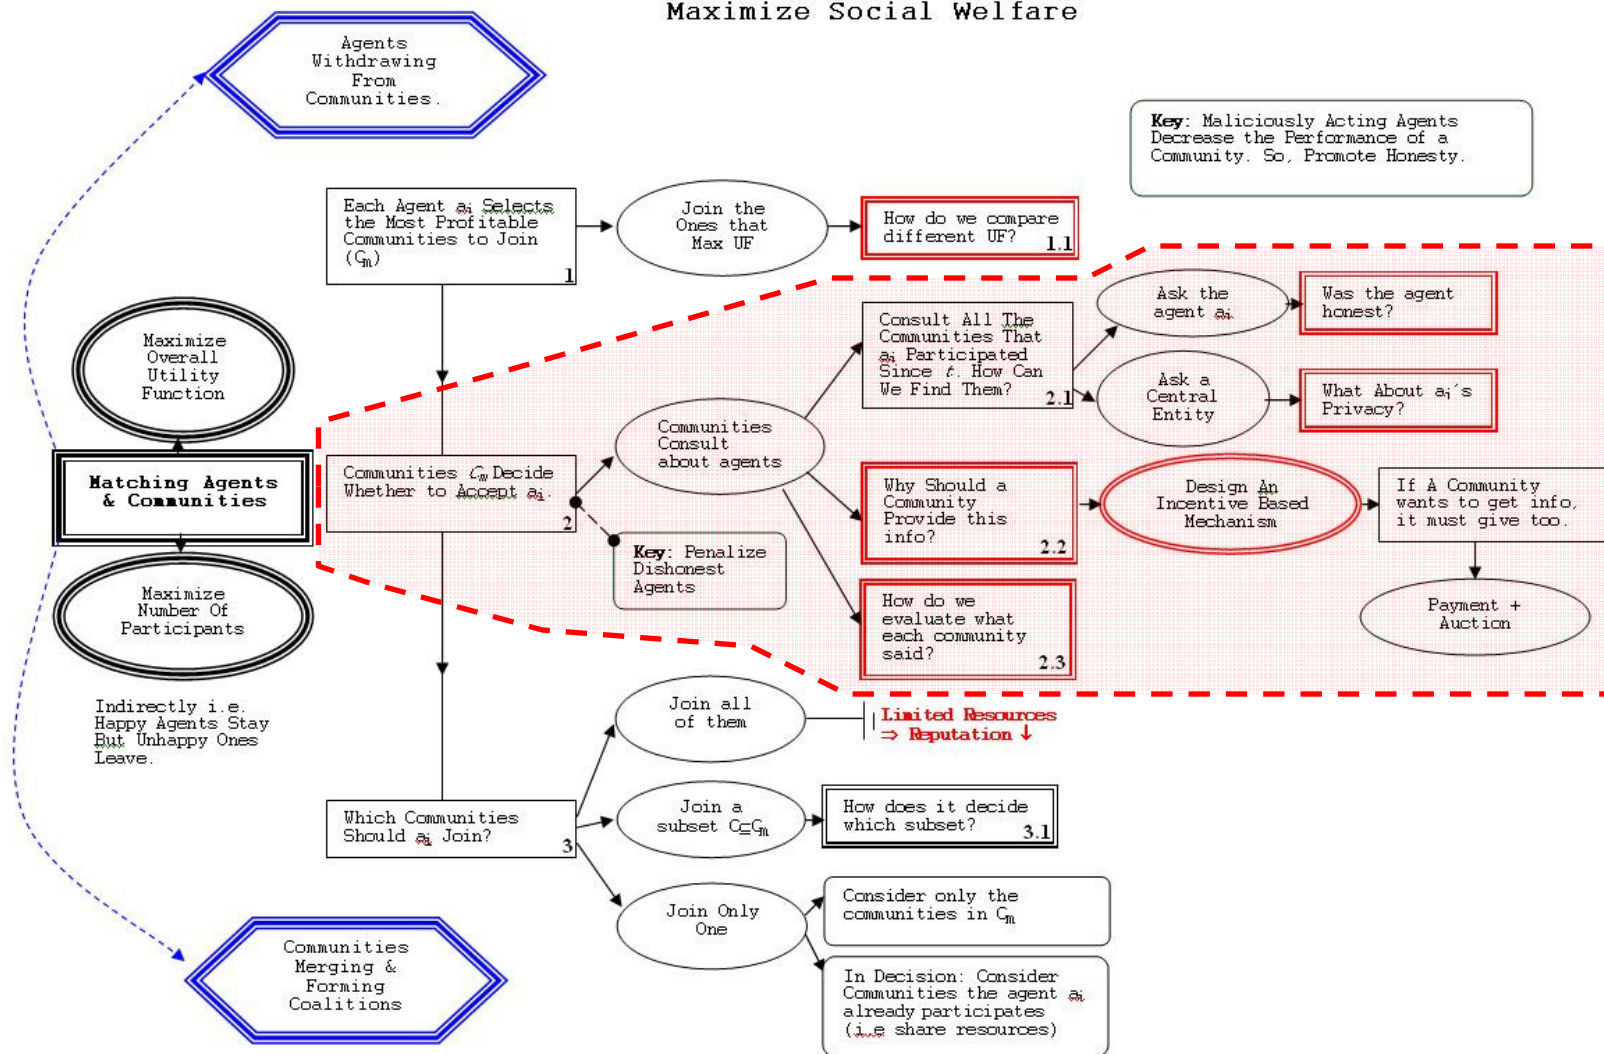 Maximize Social Welfare
Agents
Withdrawing
From
Communities.
Key: Maliciously Acting Agents
Decrease the Performance of a
Community. So, Promote Honesty.
Each Agent ai Selects
the Most Profitable
Communities to Join
(Cm)
1
Join the
Ones that
Max UF
How do we compare
different UF?
1.1
Maximize
Overall
Utility
Function
Matching Agents
& Communities
Maximize
Number Of
Participants
Indirectly i.e.
Happy Agents Stay
But Unhappy Ones
Leave.
Communities Cm Decide
Whether to Accept ai.
2
Key: Penalize
Dishonest
Agents
Communities
Consult
about agents
Consult All The
Communities That
ai Participated
Since t. How Can
We Find Them?
2.1
Ask the
agent ai
Was the agent
honest?
Ask a
Central
Entity
What About ai´s
Privacy?
Why Should a
Community
Provide this
info?
2.2
Design An
Incentive Based
Mechanism
If A Community
wants to get info,
it must give too.
Payment +
Auction
How do we
evaluate what
each community
said?
2.3
Which Communities
Should ai Join?
3
Join all
of them
Limited Resources
⇒ Reputation ↓
Join a
subset C⊆Cm
How does it decide
which subset?
3.1
Join Only
One
Consider only the
communities in Cm
In Decision: Consider
Communities the agent ai
already participates
(i.e share resources)
Communities
Merging &
Forming
Coalitions